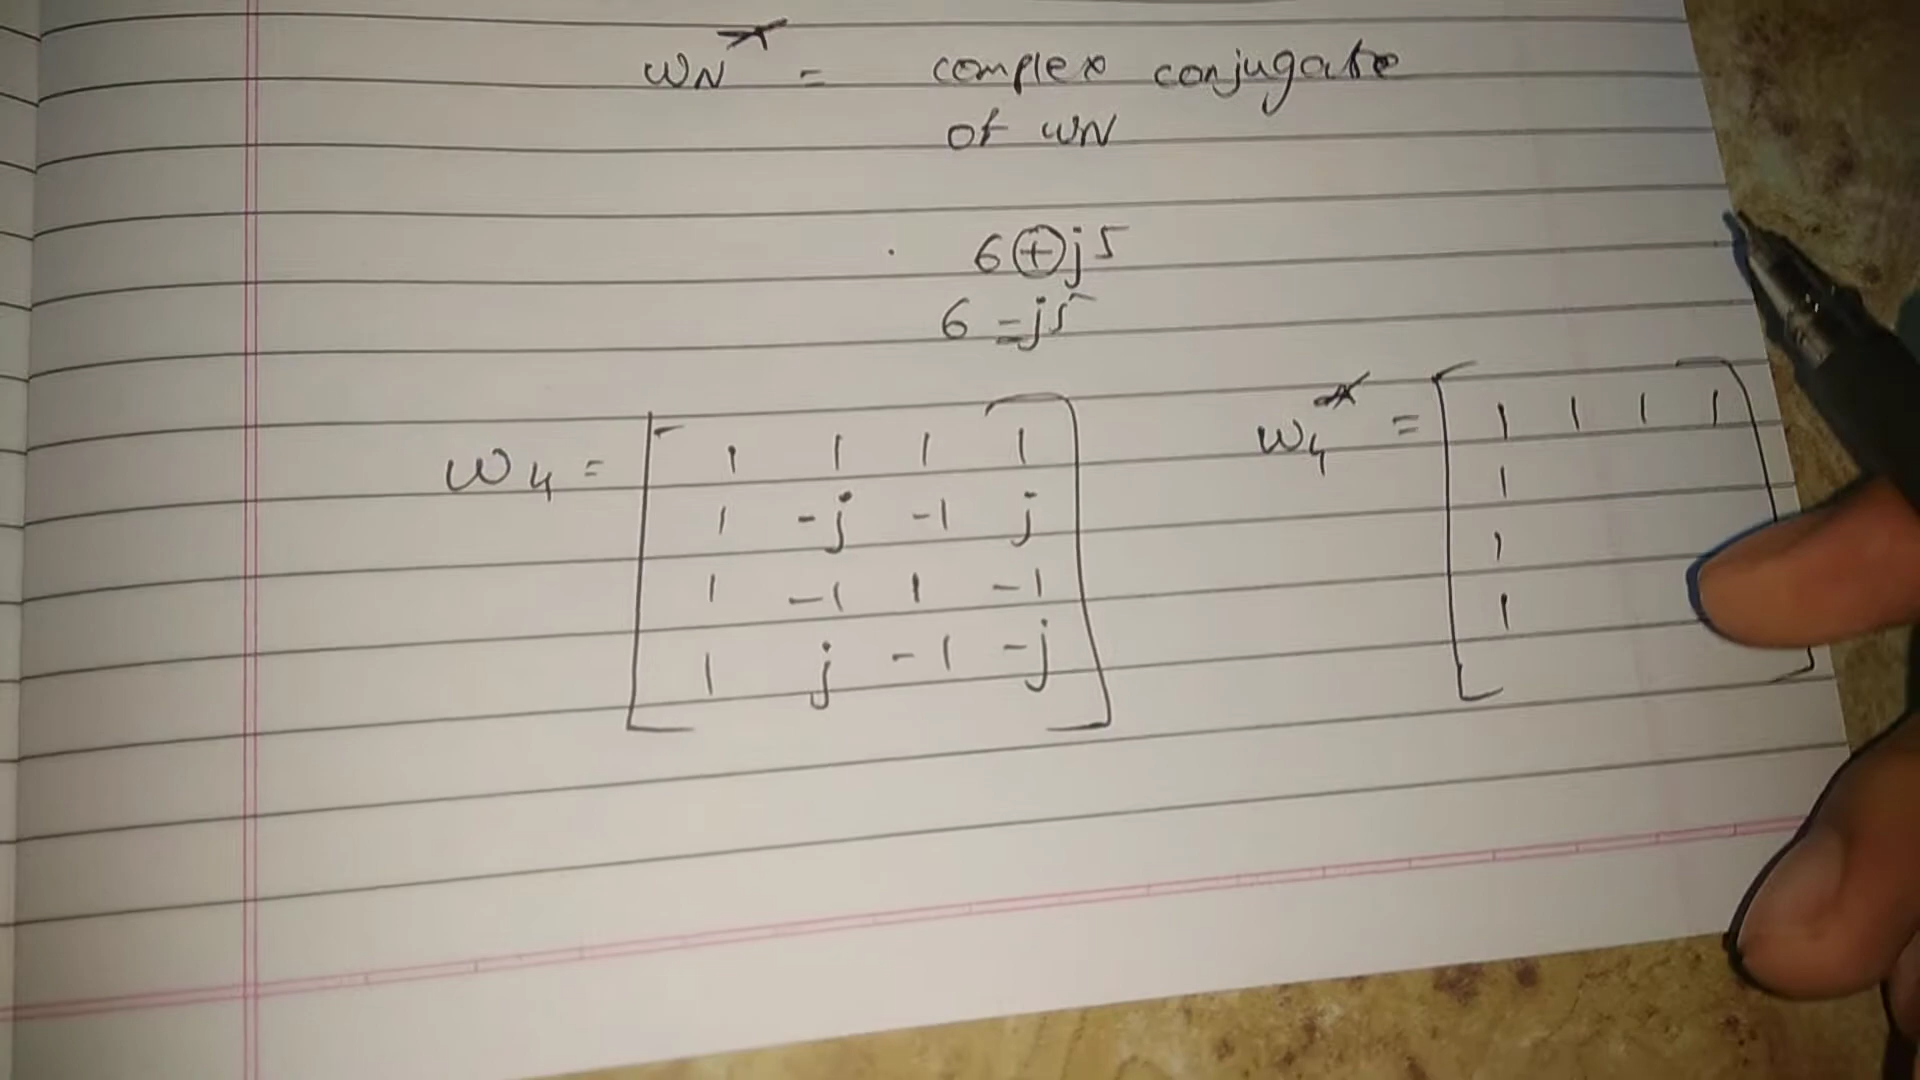 WN* = complex conjugate
of WN
6 + j5
6 - j5
W4 = [ 1 1 1 1
1 -j -1 j
1 -1 1 -1
1 j -1 -j ]
W4* = [ 1 1 1 1
1
1
1 ]